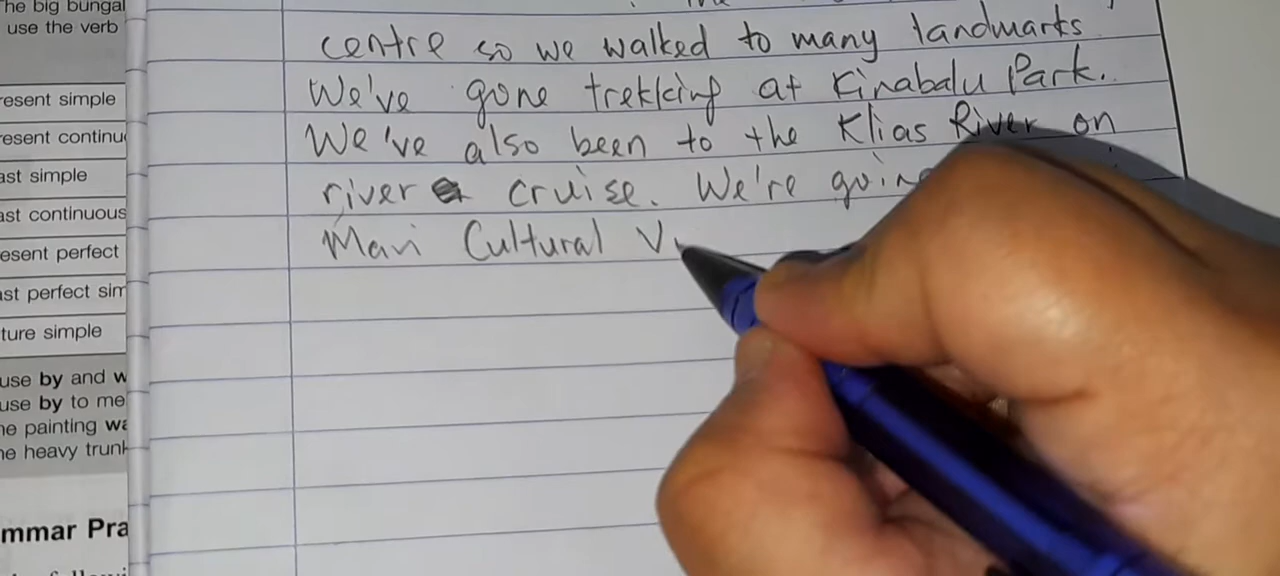 he big bungal
use the verb
resent simple
esent continu
ast simple
ast continuous
esent perfect
ast perfect sim
ture simple
use by and w
use by to me
he painting wa
he heavy trunk
mmar Pra
centre so we walked to many landmarks
We've gone trekking at Kinabalu Park.
We've also been to the Klias River on
river cruise. We're going
Mari Cultural V